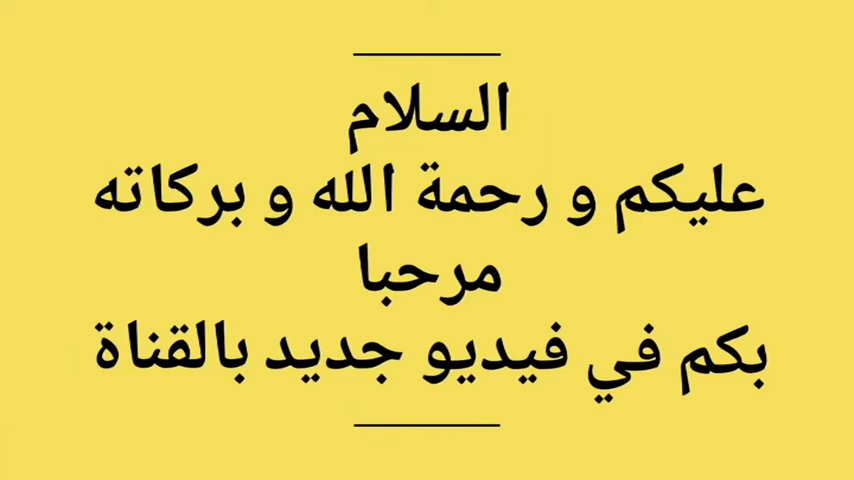 السلام
عليكم و رحمة الله و بركاته
مرحبا
بكم في فيديو جديد بالقناة